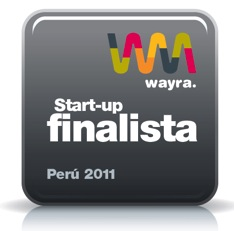 wayra.
Start-up
finalista
Perú 2011